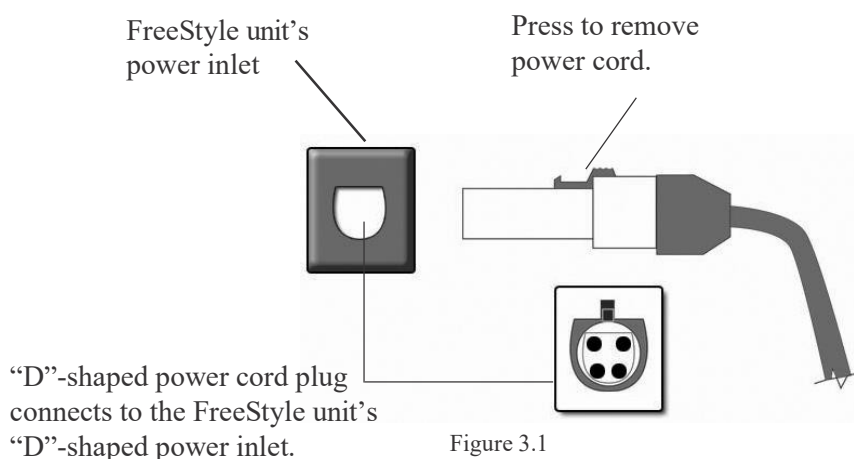 FreeStyle unit's
power inlet
Press to remove
power cord.
“D”-shaped power cord plug
connects to the FreeStyle unit's
“D”-shaped power inlet.
Figure 3.1